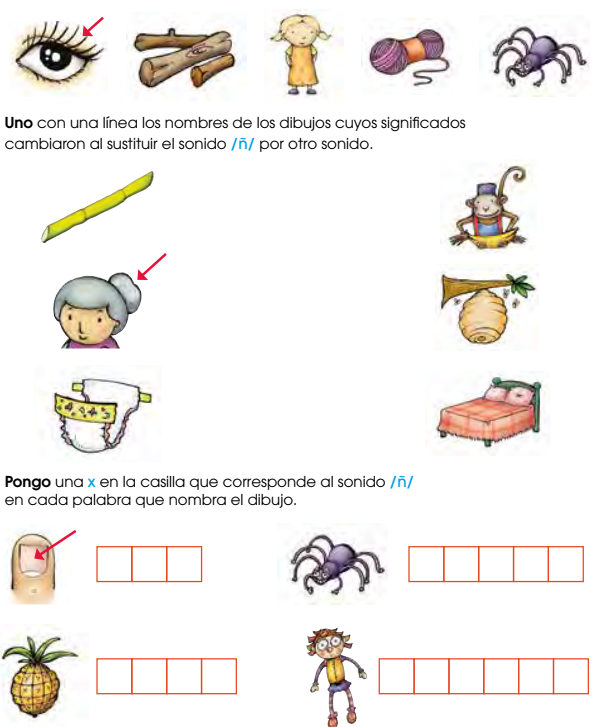 Uno con una línea los nombres de los dibujos cuyos significados
cambiaron al sustituir el sonido /ñ/ por otro sonido.
Pongo una x en la casilla que corresponde al sonido /ñ/
en cada palabra que nombra el dibujo.